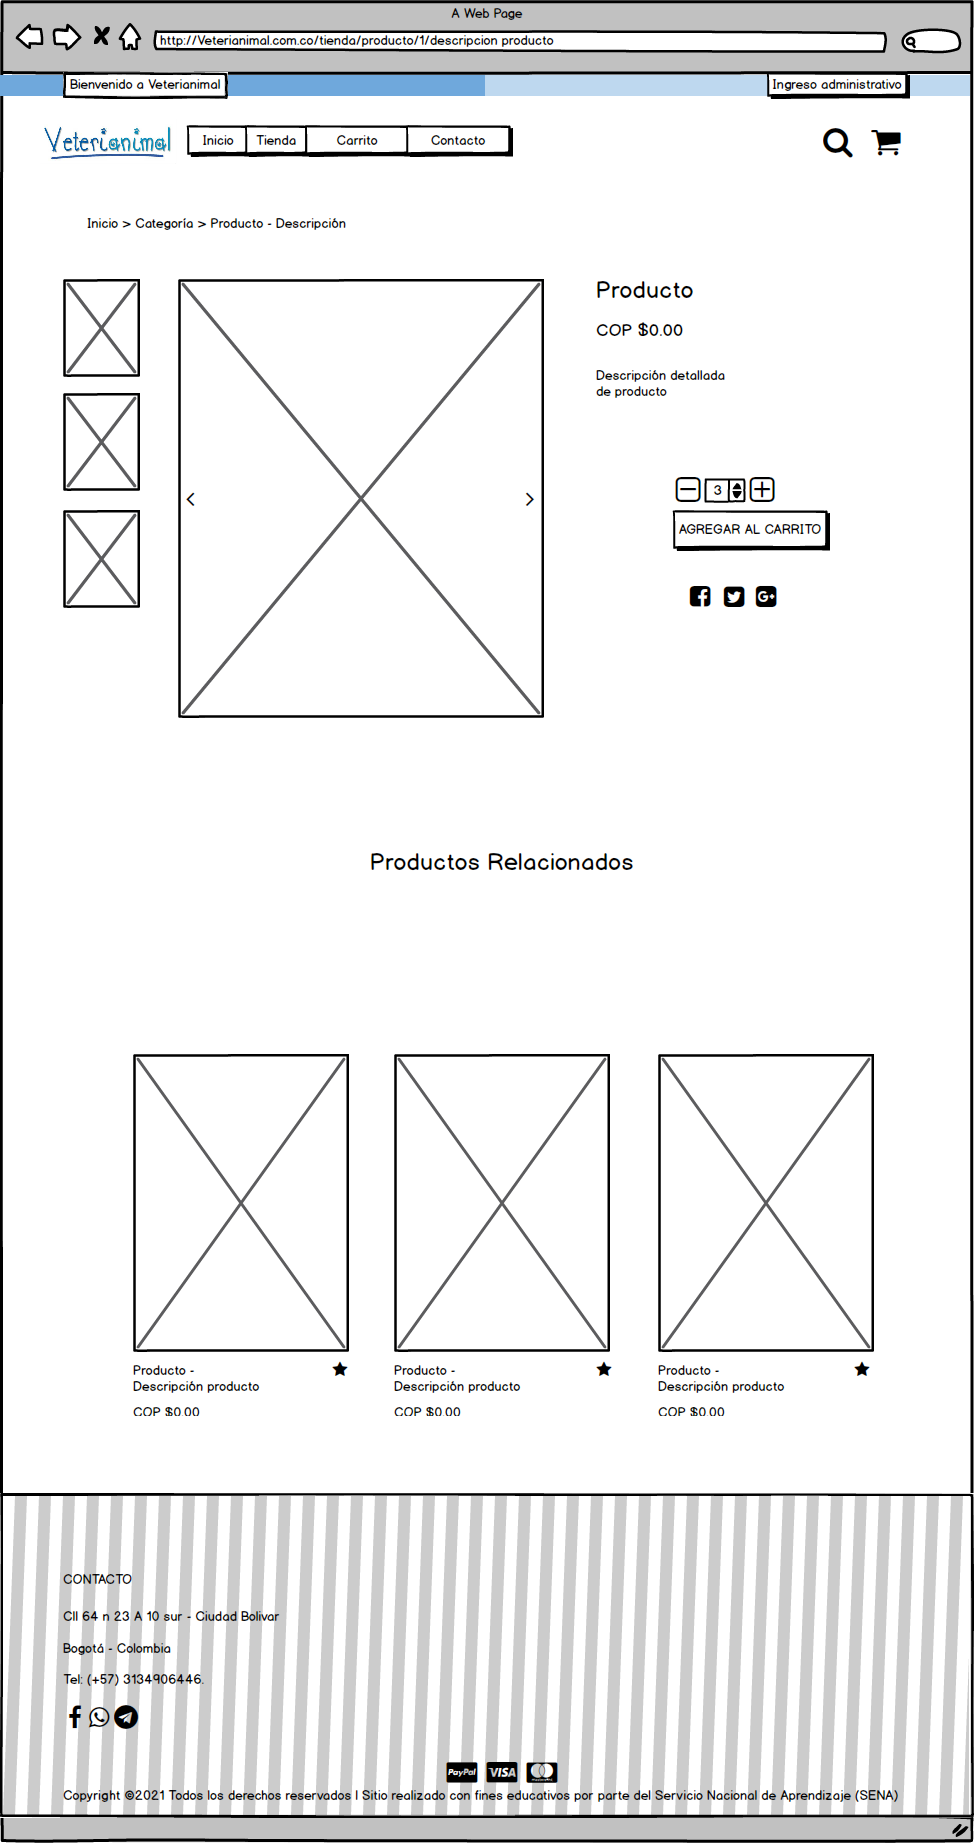 A Web Page
http://Veterianimal.com.co/tienda/producto/1/descripcion producto
Bienvenido a Veterianimal
Ingreso administrativo
Veterianimal
Inicio
Tienda
Carrito
Contacto
Inicio > Categoría > Producto - Descripción
Producto
COP $0.00
Descripción detallada
de producto
3
AGREGAR AL CARRITO
Productos Relacionados
Producto -
Descripción producto
COP $0.00
Producto -
Descripción producto
COP $0.00
Producto -
Descripción producto
COP $0.00
CONTACTO
Cll 64 n 23 A 10 sur - Ciudad Bolivar
Bogotá - Colombia
Tel: (+57) 3134906446.
PayPal
VISA
Copyright ©2021 Todos los derechos reservados | Sitio realizado con fines educativos por parte del Servicio Nacional de Aprendizaje (SENA)